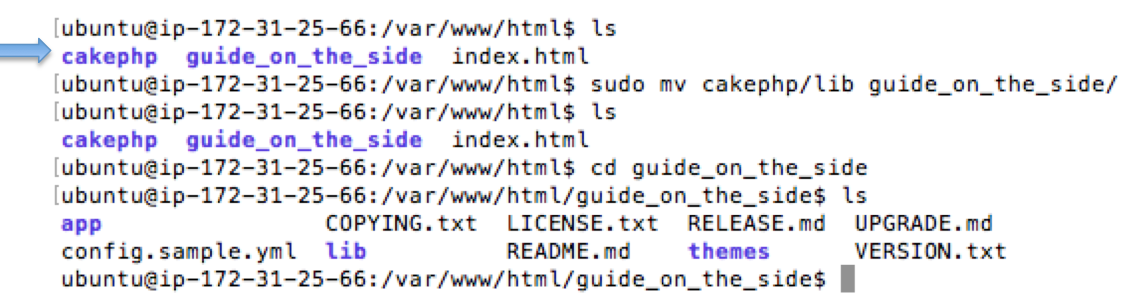 [ubuntu@ip-172-31-25-66:/var/www/html$ ls
cakephp guide_on_the_side index.html
[ubuntu@ip-172-31-25-66:/var/www/html$ sudo mv cakephp/lib guide_on_the_side/
[ubuntu@ip-172-31-25-66:/var/www/html$ ls
cakephp guide_on_the_side index.html
[ubuntu@ip-172-31-25-66:/var/www/html$ cd guide_on_the_side
[ubuntu@ip-172-31-25-66:/var/www/html/guide_on_the_side$ ls
app COPYING.txt LICENSE.txt RELEASE.md UPGRADE.md
config.sample.yml lib README.md themes VERSION.txt
ubuntu@ip-172-31-25-66:/var/www/html/guide_on_the_side$